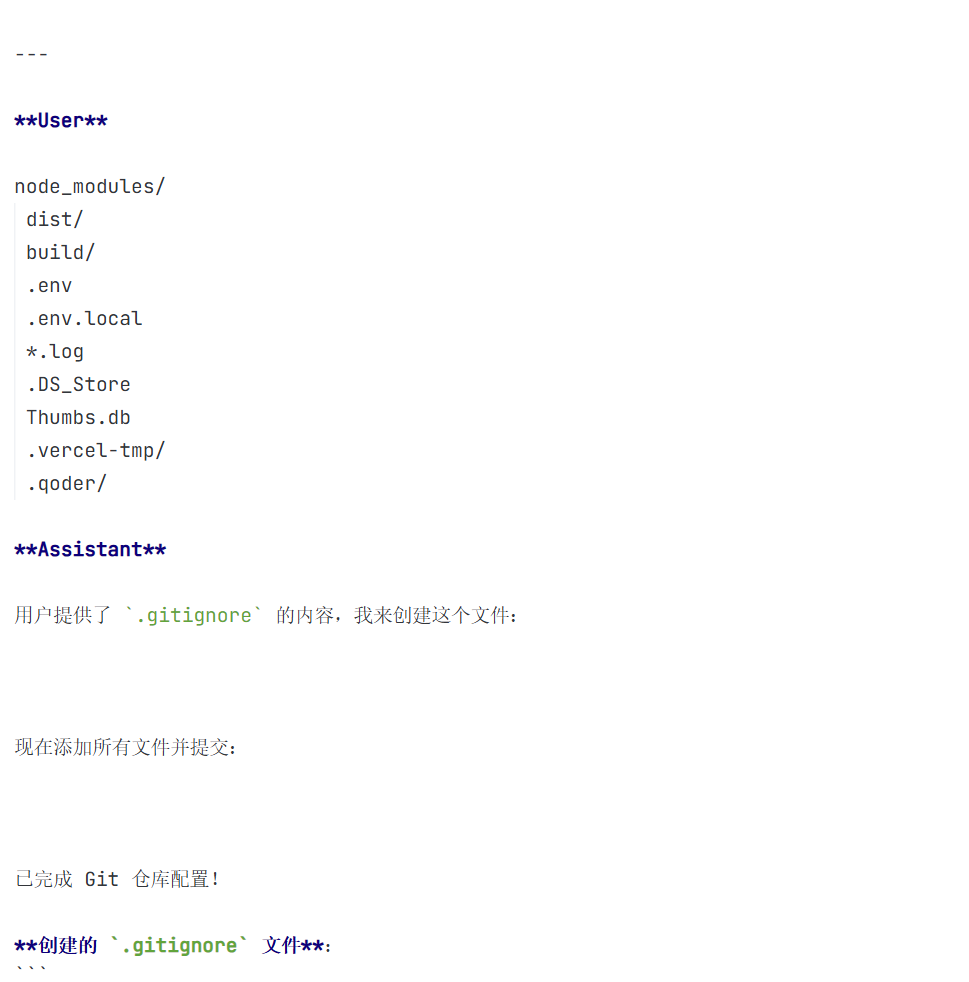 ---
**User**
node_modules/
dist/
build/
.env
.env.local
*.log
.DS_Store
Thumbs.db
.vercel-tmp/
.qoder/
**Assistant**
用户提供了 `.gitignore` 的内容，我来创建这个文件：
现在添加所有文件并提交：
已完成 Git 仓库配置！
**创建的 `.gitignore` 文件**：
```